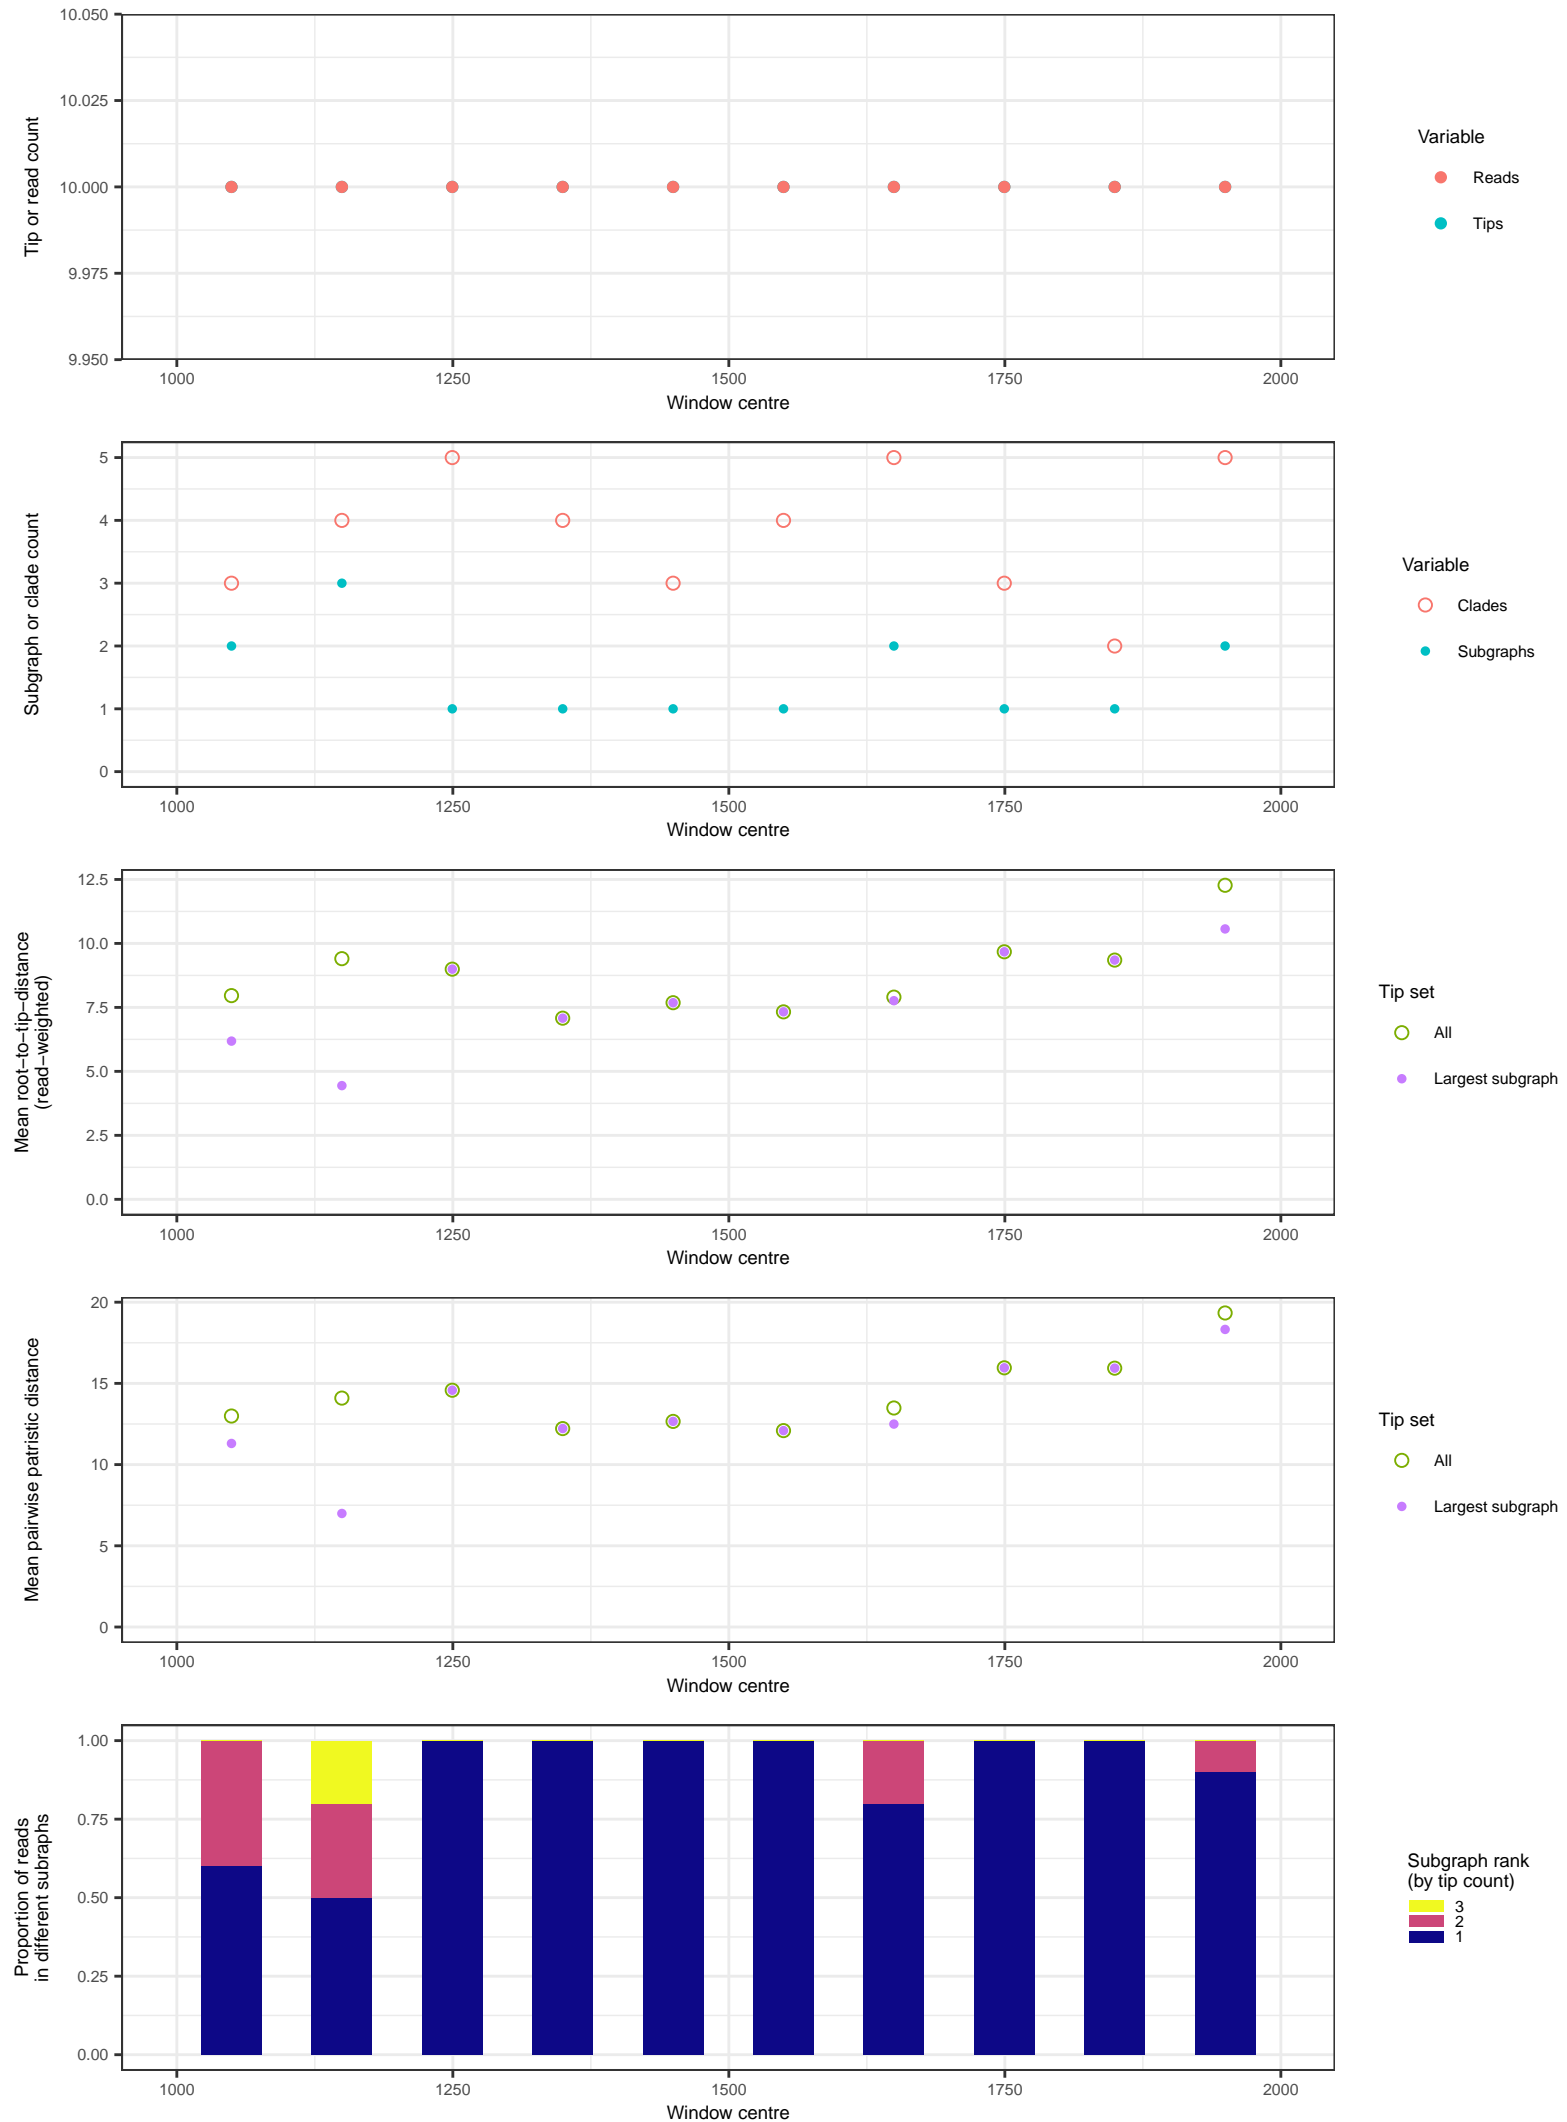 Tip or read count
10.050
10.025
10.000
9.975
9.950
1000 1250 1500 1750 2000
Window centre
Variable
Reads
Tips
Subgraph or clade count
5
4
3
2
1
0
1000 1250 1500 1750 2000
Window centre
Variable
Clades
Subgraphs
Mean root−to−tip−distance
(read−weighted)
12.5
10.0
7.5
5.0
2.5
0.0
1000 1250 1500 1750 2000
Window centre
Tip set
All
Largest subgraph
Mean pairwise patristic distance
20
15
10
5
0
1000 1250 1500 1750 2000
Window centre
Tip set
All
Largest subgraph
Proportion of reads
in different subraphs
1.00
0.75
0.50
0.25
0.00
1000 1250 1500 1750 2000
Window centre
Subgraph rank
(by tip count)
3
2
1